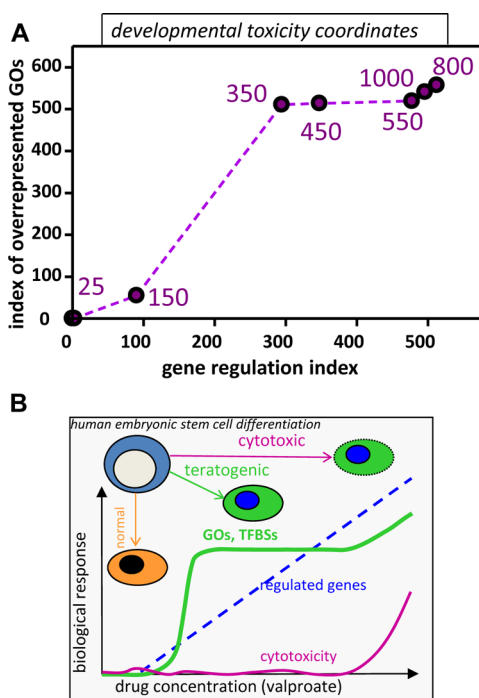 developmental toxicity coordinates
A
index of overrepresented GOs
600
500
400
300
200
100
0
25
150
350
450
550
1000
800
0
100
200
300
400
500
gene regulation index
B
human embryonic stem cell differentiation
cytotoxic
teratogenic
normal
GOs, TFBSs
regulated genes
cytotoxicity
biological response
drug concentration (valproate)